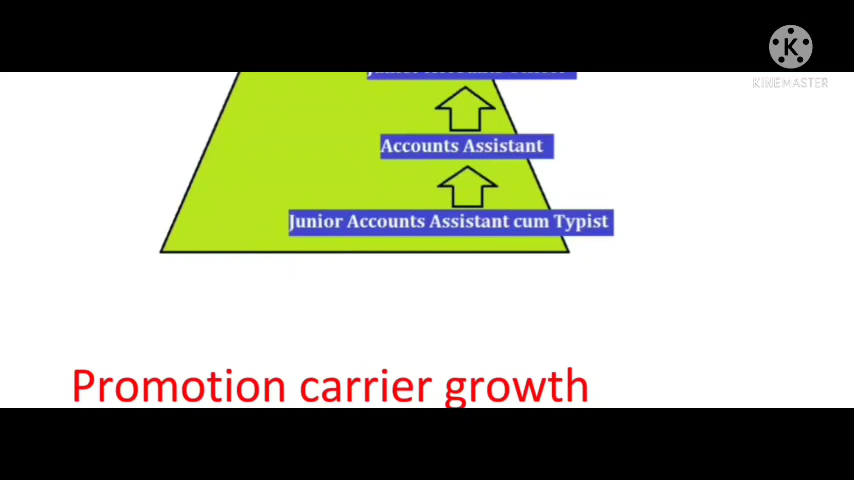 K
KINEMASTER
Accounts Assistant
Junior Accounts Assistant cum Typist
Promotion carrier growth